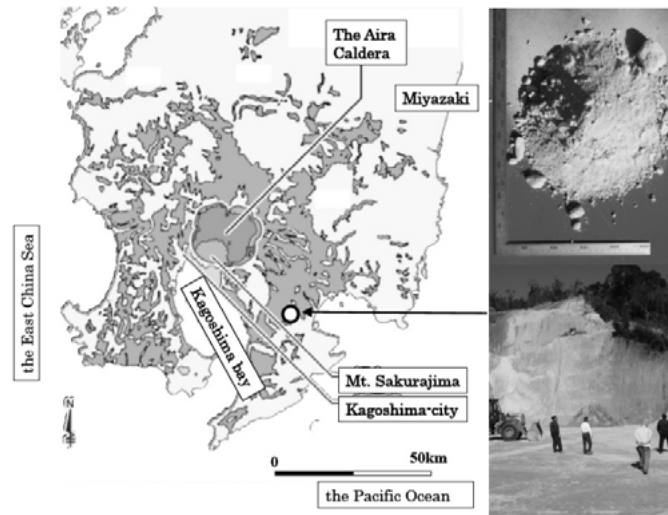 The Aira
Caldera
Miyazaki
the East China Sea
Kagoshima bay
Mt. Sakurajima
Kagoshima-city
N
0 50km
the Pacific Ocean